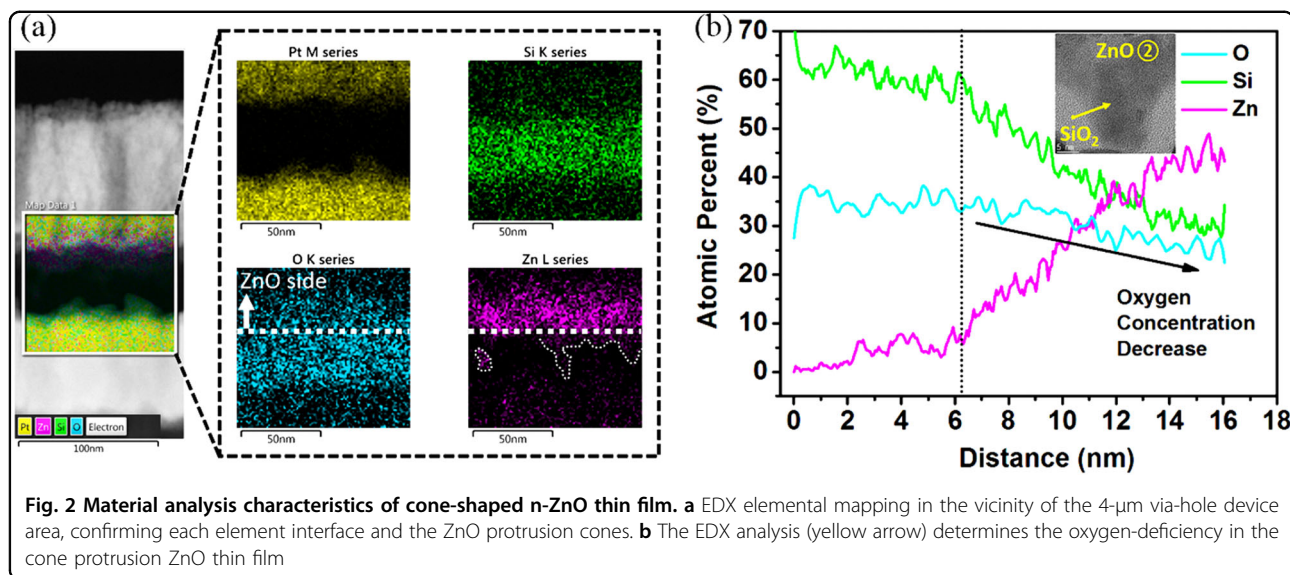 (a)
Map Data 1
Pt Zn Si O Electron
100nm
Pt M series
50nm
Si K series
50nm
O K series
ZnO side
50nm
Zn L series
50nm
(b)
Atomic Percent (%)
70
60
50
40
30
20
10
0
ZnO ②
SiO2
5 nm
O
Si
Zn
Oxygen
Concentration
Decrease
0 2 4 6 8 10 12 14 16 18
Distance (nm)
Fig. 2 Material analysis characteristics of cone-shaped n-ZnO thin film. a EDX elemental mapping in the vicinity of the 4-μm via-hole device
area, confirming each element interface and the ZnO protrusion cones. b The EDX analysis (yellow arrow) determines the oxygen-deficiency in the
cone protrusion ZnO thin film